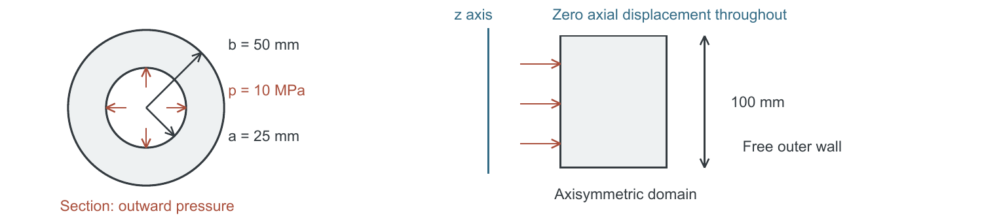 b = 50 mm
p = 10 MPa
a = 25 mm
Section: outward pressure
z axis
Zero axial displacement throughout
100 mm
Free outer wall
Axisymmetric domain